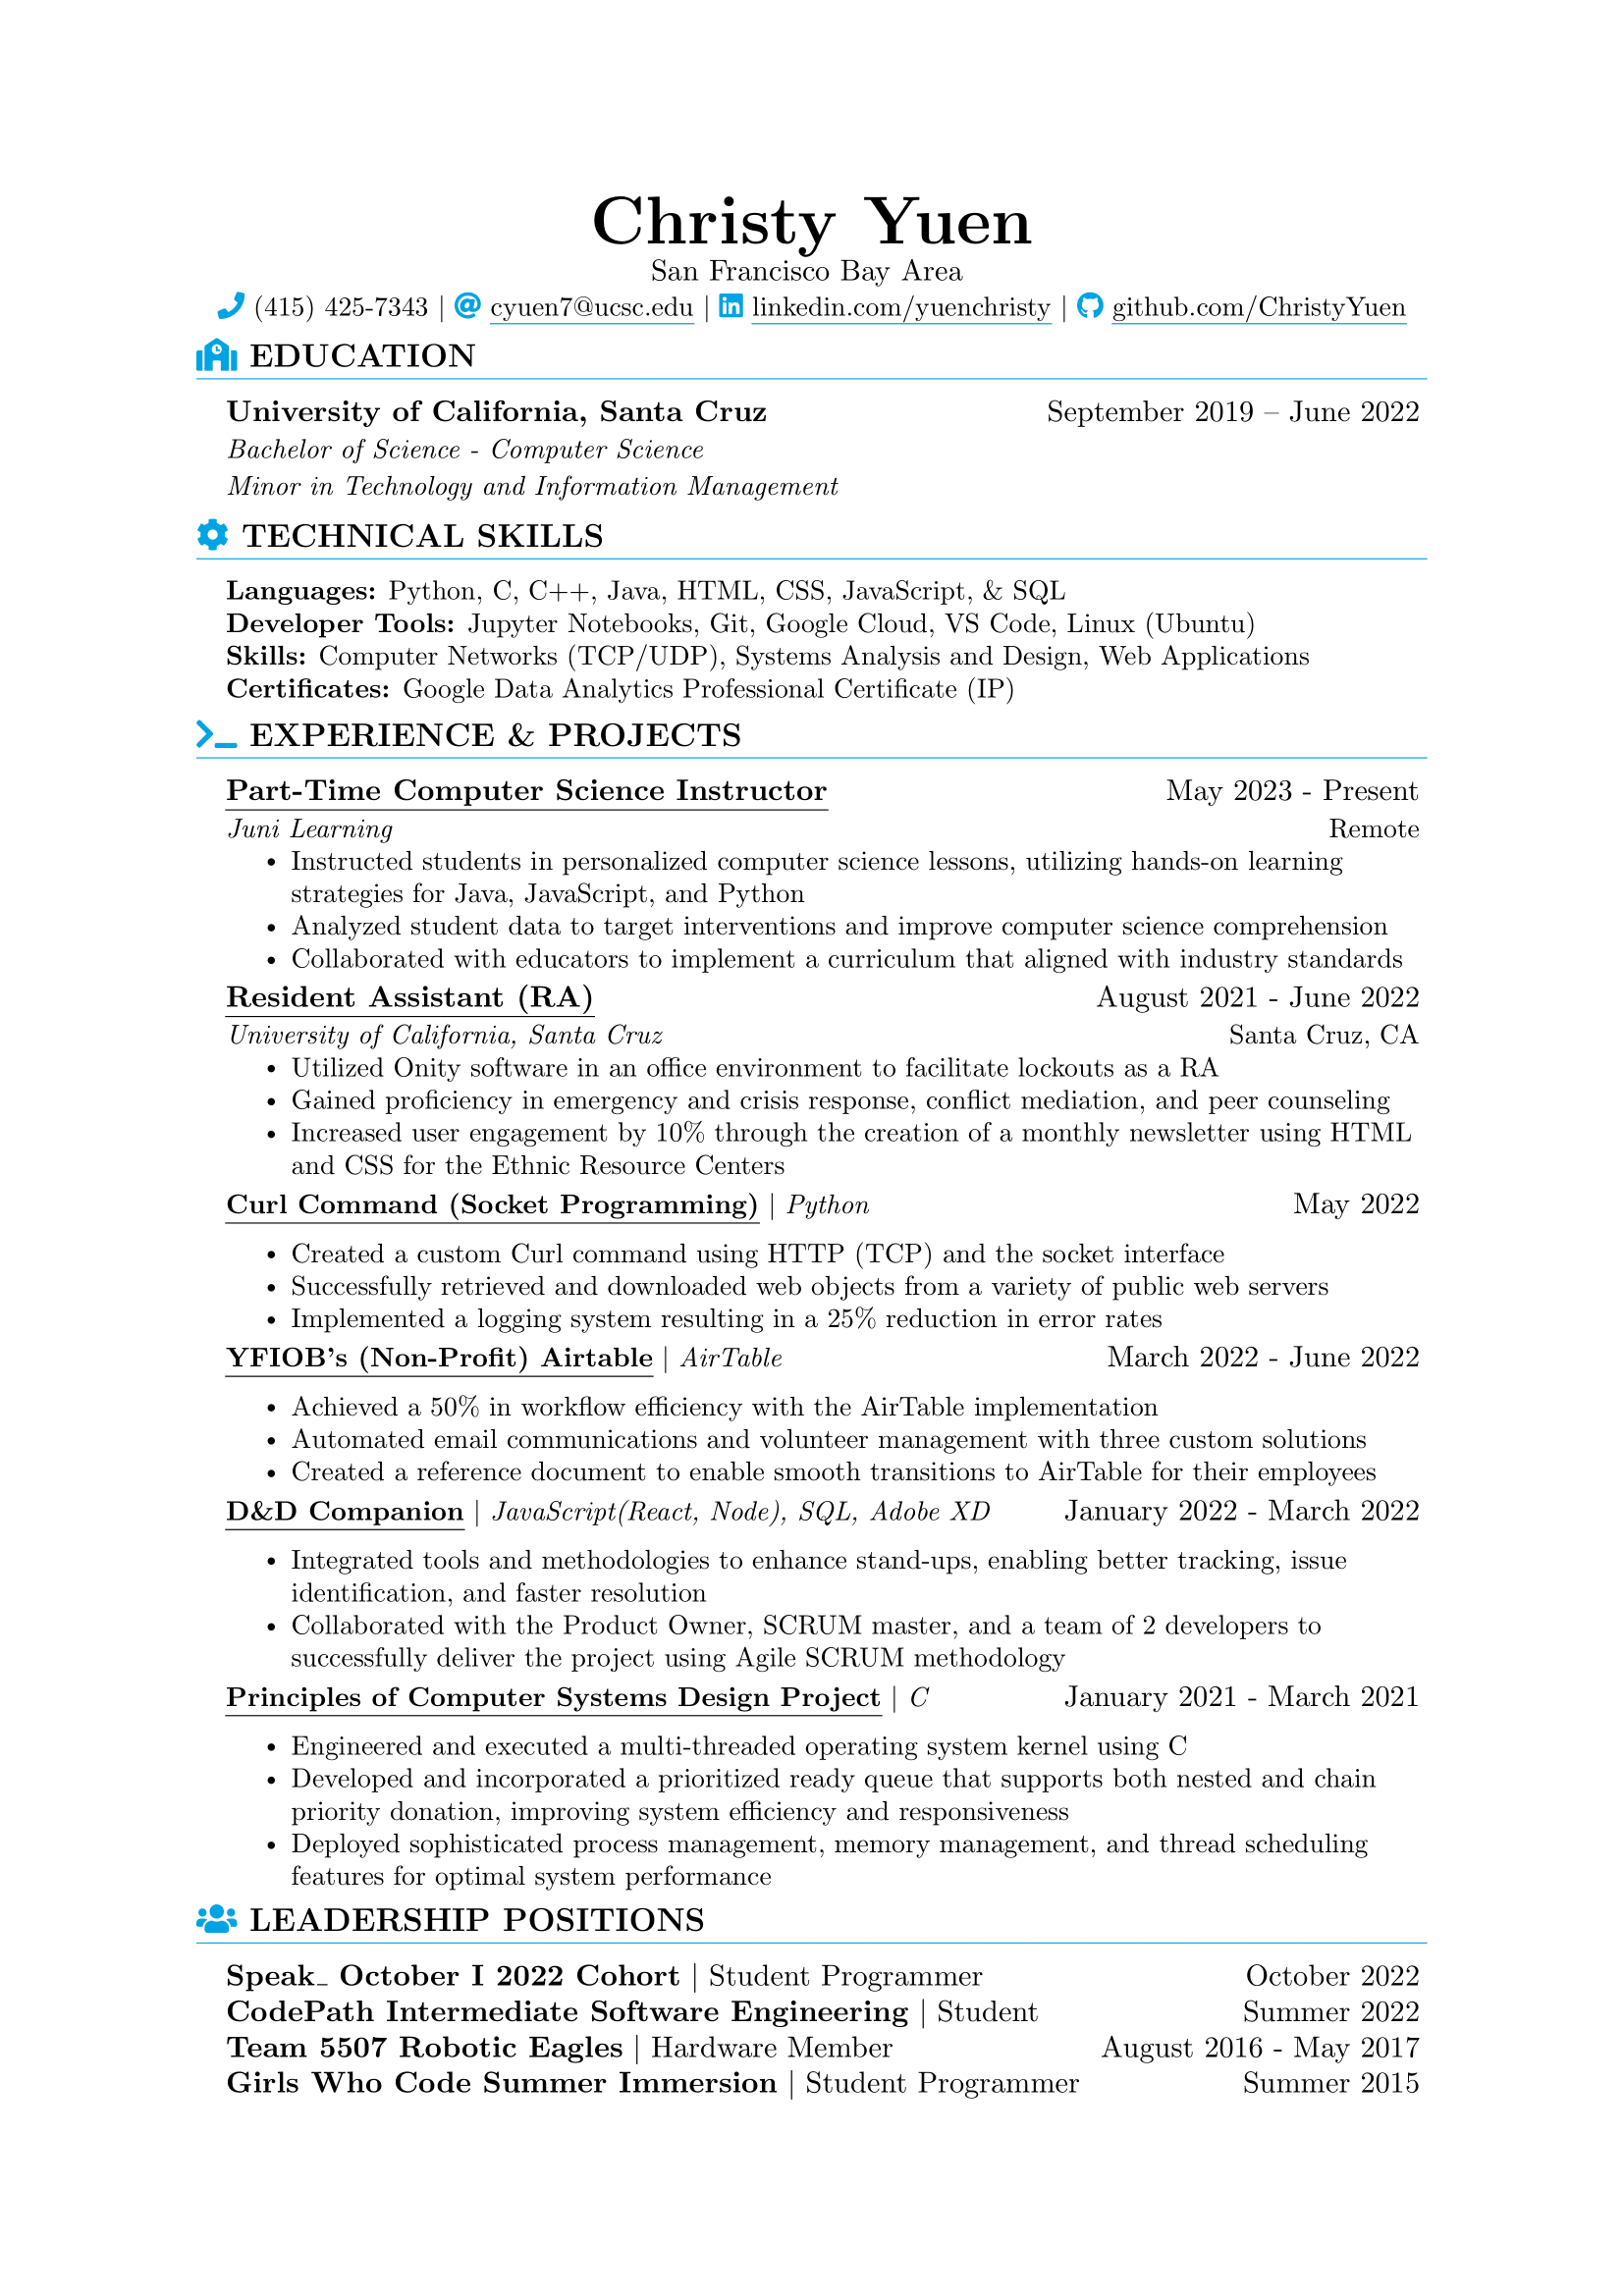 Christy Yuen
San Francisco Bay Area
(415) 425-7343 | cyuen7@ucsc.edu | linkedin.com/yuenchristy | github.com/ChristyYuen
EDUCATION
University of California, Santa Cruz September 2019 – June 2022
Bachelor of Science - Computer Science
Minor in Technology and Information Management
TECHNICAL SKILLS
Languages: Python, C, C++, Java, HTML, CSS, JavaScript, & SQL
Developer Tools: Jupyter Notebooks, Git, Google Cloud, VS Code, Linux (Ubuntu)
Skills: Computer Networks (TCP/UDP), Systems Analysis and Design, Web Applications
Certificates: Google Data Analytics Professional Certificate (IP)
EXPERIENCE & PROJECTS
Part-Time Computer Science Instructor May 2023 - Present
Juni Learning Remote
• Instructed students in personalized computer science lessons, utilizing hands-on learning
strategies for Java, JavaScript, and Python
• Analyzed student data to target interventions and improve computer science comprehension
• Collaborated with educators to implement a curriculum that aligned with industry standards
Resident Assistant (RA) August 2021 - June 2022
University of California, Santa Cruz Santa Cruz, CA
• Utilized Onity software in an office environment to facilitate lockouts as a RA
• Gained proficiency in emergency and crisis response, conflict mediation, and peer counseling
• Increased user engagement by 10% through the creation of a monthly newsletter using HTML
and CSS for the Ethnic Resource Centers
Curl Command (Socket Programming) | Python May 2022
• Created a custom Curl command using HTTP (TCP) and the socket interface
• Successfully retrieved and downloaded web objects from a variety of public web servers
• Implemented a logging system resulting in a 25% reduction in error rates
YFIOB's (Non-Profit) Airtable | AirTable March 2022 - June 2022
• Achieved a 50% in workflow efficiency with the AirTable implementation
• Automated email communications and volunteer management with three custom solutions
• Created a reference document to enable smooth transitions to AirTable for their employees
D&D Companion | JavaScript(React, Node), SQL, Adobe XD January 2022 - March 2022
• Integrated tools and methodologies to enhance stand-ups, enabling better tracking, issue
identification, and faster resolution
• Collaborated with the Product Owner, SCRUM master, and a team of 2 developers to
successfully deliver the project using Agile SCRUM methodology
Principles of Computer Systems Design Project | C January 2021 - March 2021
• Engineered and executed a multi-threaded operating system kernel using C
• Developed and incorporated a prioritized ready queue that supports both nested and chain
priority donation, improving system efficiency and responsiveness
• Deployed sophisticated process management, memory management, and thread scheduling
features for optimal system performance
LEADERSHIP POSITIONS
Speak_ October I 2022 Cohort | Student Programmer October 2022
CodePath Intermediate Software Engineering | Student Summer 2022
Team 5507 Robotic Eagles | Hardware Member August 2016 - May 2017
Girls Who Code Summer Immersion | Student Programmer Summer 2015